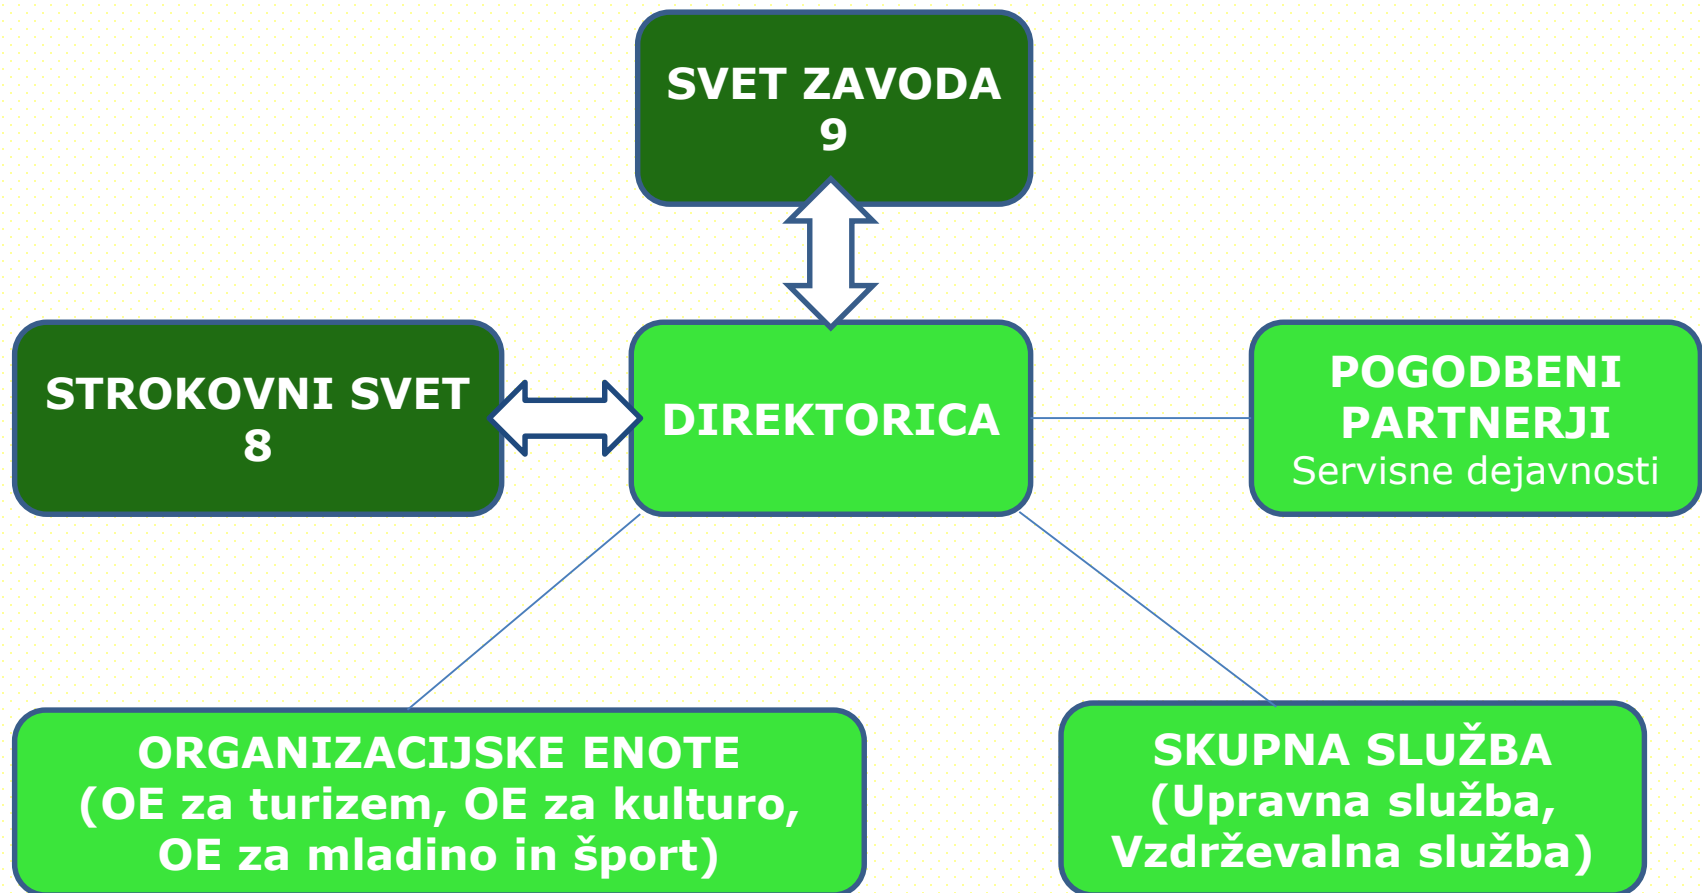 SVET ZAVODA
9
STROKOVNI SVET
8
DIREKTORICA
POGODBENI
PARTNERJI
Servisne dejavnosti
ORGANIZACIJSKE ENOTE
(OE za turizem, OE za kulturo,
OE za mladino in šport)
SKUPNA SLUŽBA
(Upravna služba,
Vzdrževalna služba)